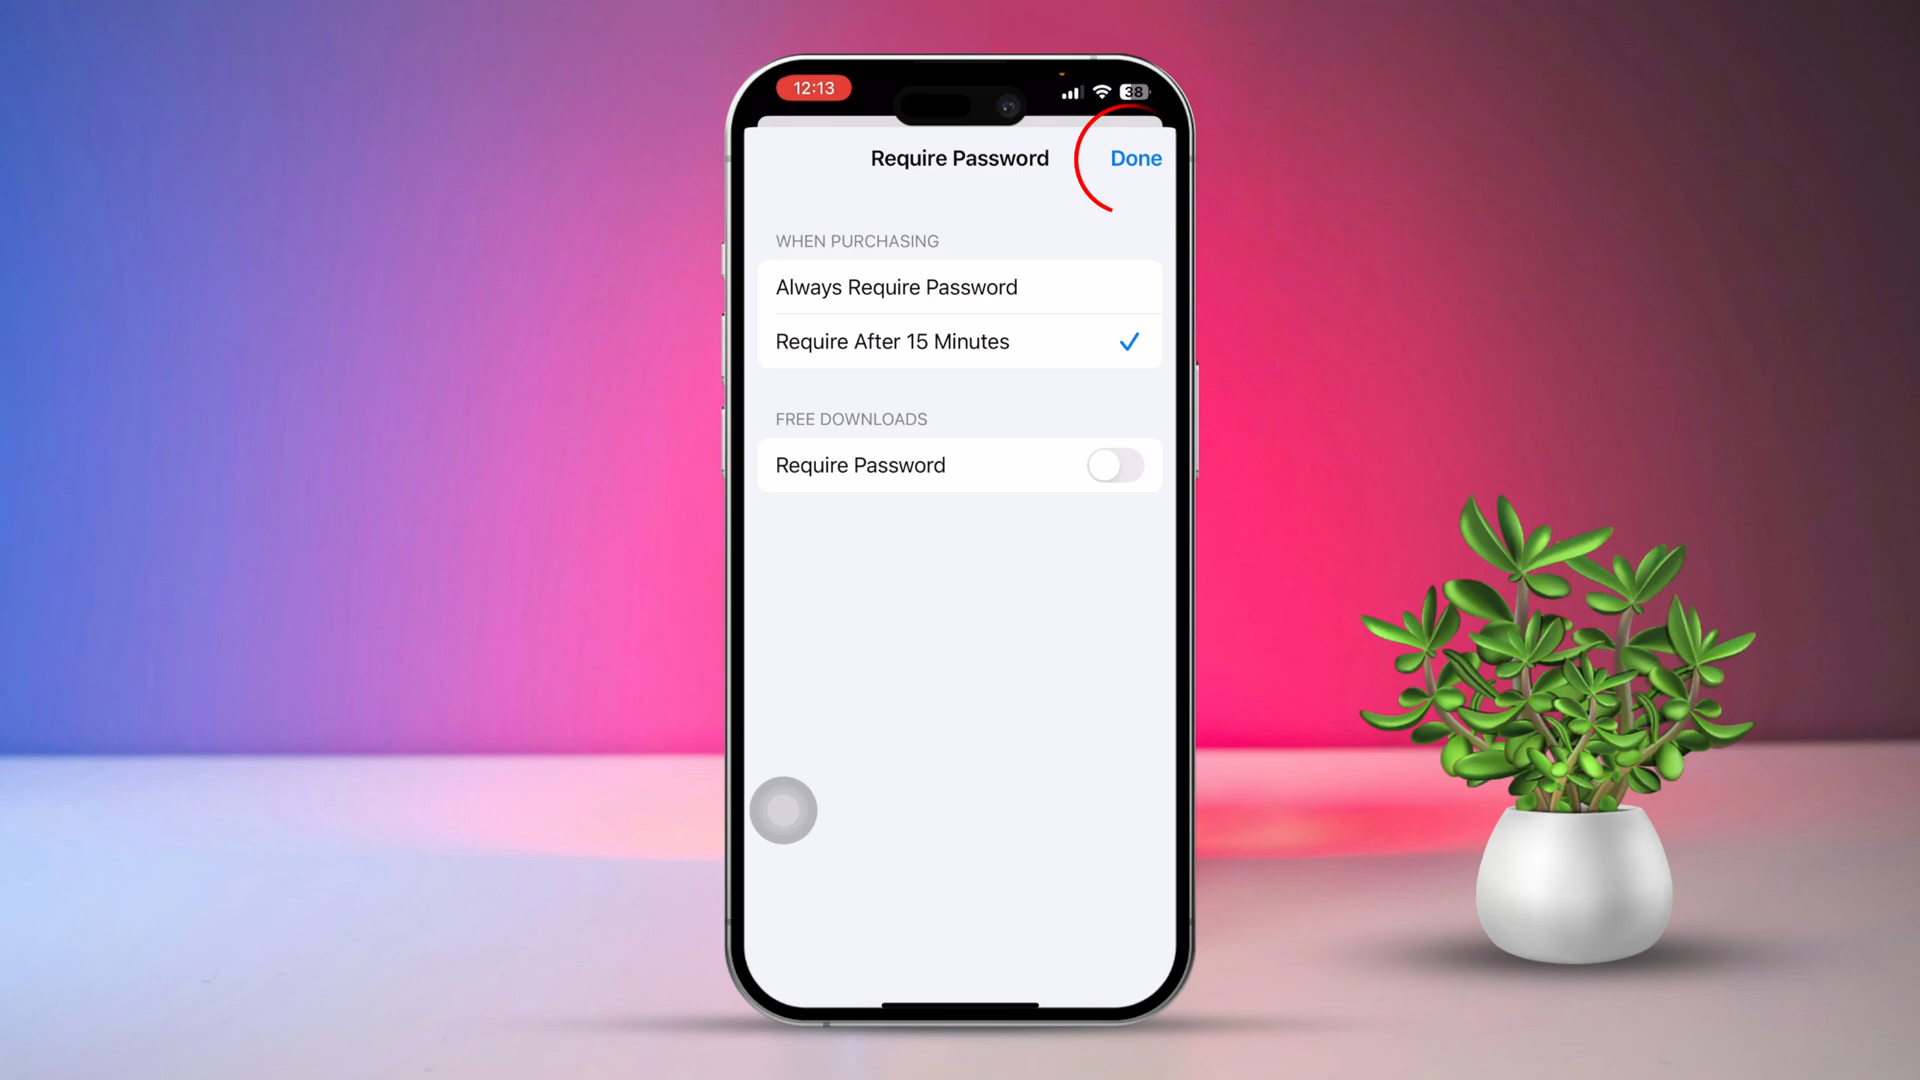 12:13
38
Require Password
Done
WHEN PURCHASING
Always Require Password
Require After 15 Minutes
FREE DOWNLOADS
Require Password